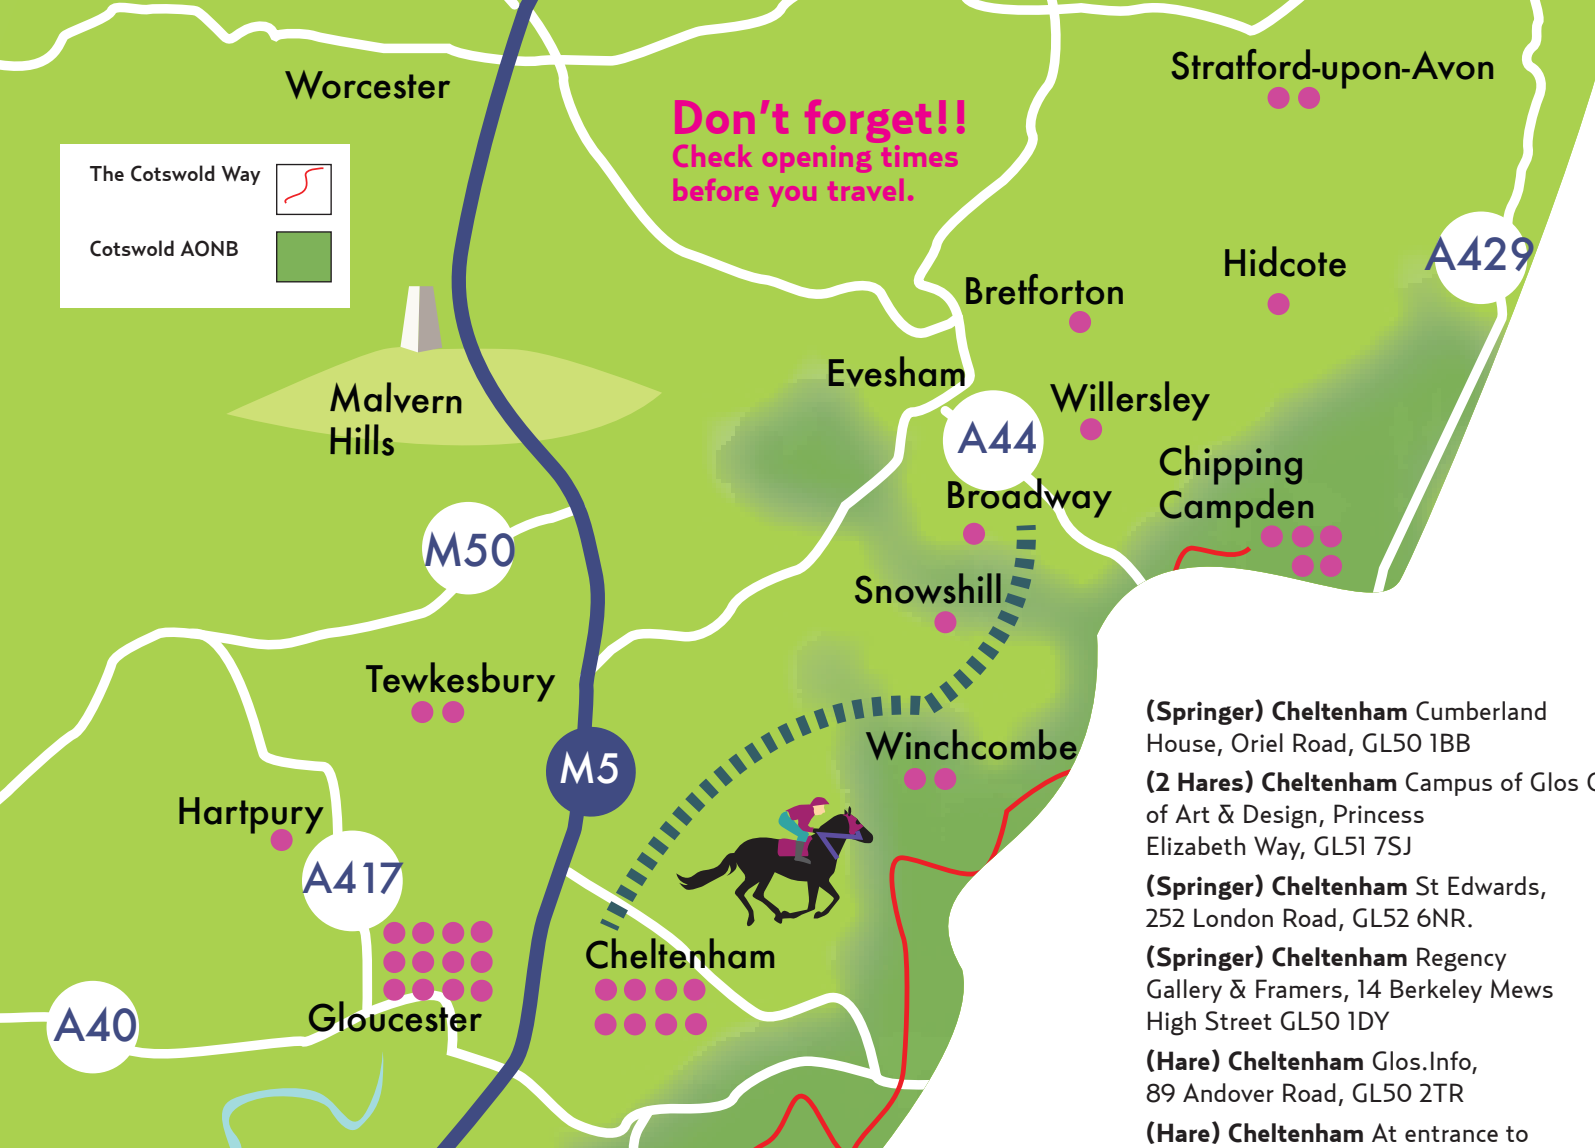 Worcester
Stratford-upon-Avon
Don't forget!!
Check opening times
before you travel.
The Cotswold Way
Cotswold AONB
A429
Hidcote
Bretforton
Evesham
Malvern
Hills
Willersley
A44
Chipping
Campden
Broadway
M50
Snowshill
Tewkesbury
Winchcombe
M5
Hartpury
A417
Cheltenham
Gloucester
A40
(Springer) Cheltenham Cumberland
House, Oriel Road, GL50 1BB
(2 Hares) Cheltenham Campus of Glos
of Art & Design, Princess
Elizabeth Way, GL51 7SJ
(Springer) Cheltenham St Edwards,
252 London Road, GL52 6NR.
(Springer) Cheltenham Regency
Gallery & Framers, 14 Berkeley Mews
High Street GL50 1DY
(Hare) Cheltenham Glos.Info,
89 Andover Road, GL50 2TR
(Hare) Cheltenham At entrance to